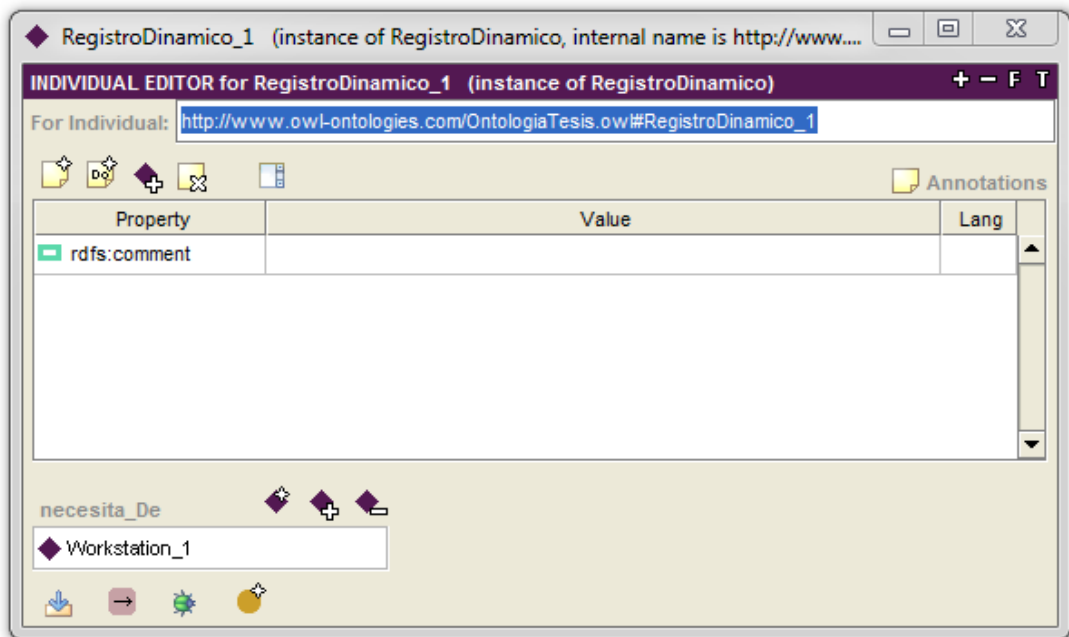 RegistroDinamico_1 (instance of RegistroDinamico, internal name is http://www....
INDIVIDUAL EDITOR for RegistroDinamico_1 (instance of RegistroDinamico) + − F T
For Individual: http://www.owl-ontologies.com/OntologiaTesis.owl#RegistroDinamico_1
Annotations
Property Value Lang
rdfs:comment
necesita_De
Workstation_1